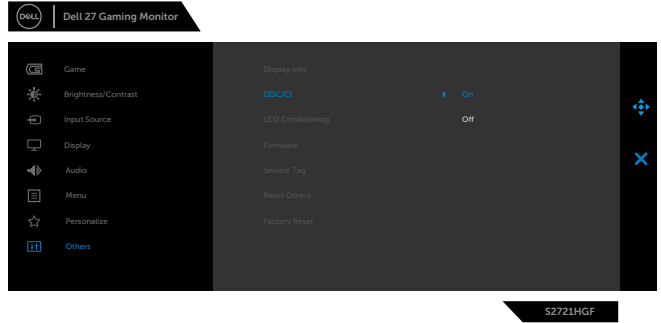 DELL
Dell 27 Gaming Monitor
Game
Display Info
Brightness/Contrast
DDC/CI
On
Input Source
LCD Conditioning
Off
Display
Firmware
Audio
Service Tag
Menu
Reset Others
Personalize
Factory Reset
Others
S2721HGF